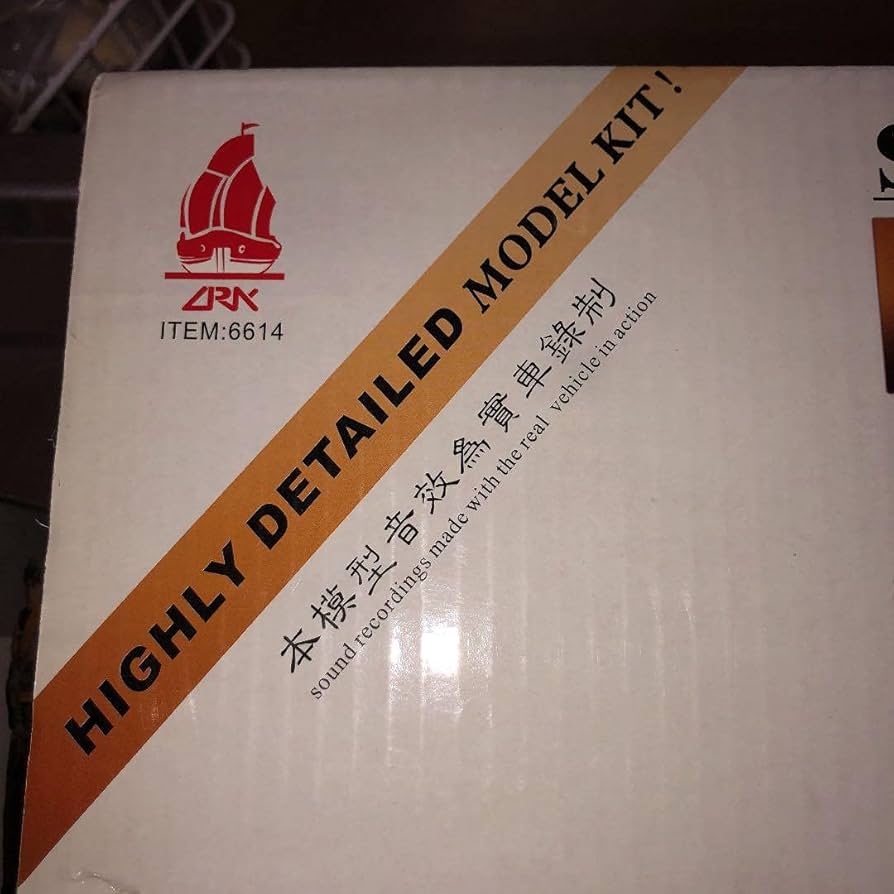 ARK
ITEM:6614
HIGHLY DETAILED MODEL KIT!
本模型音效為實車錄制
sound recordings made with the real vehicle in action